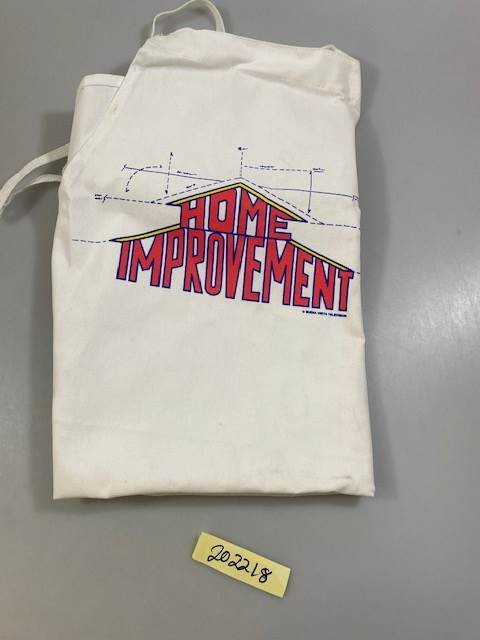 HOME
IMPROVEMENT
© BUENA VISTA TELEVISION
202218